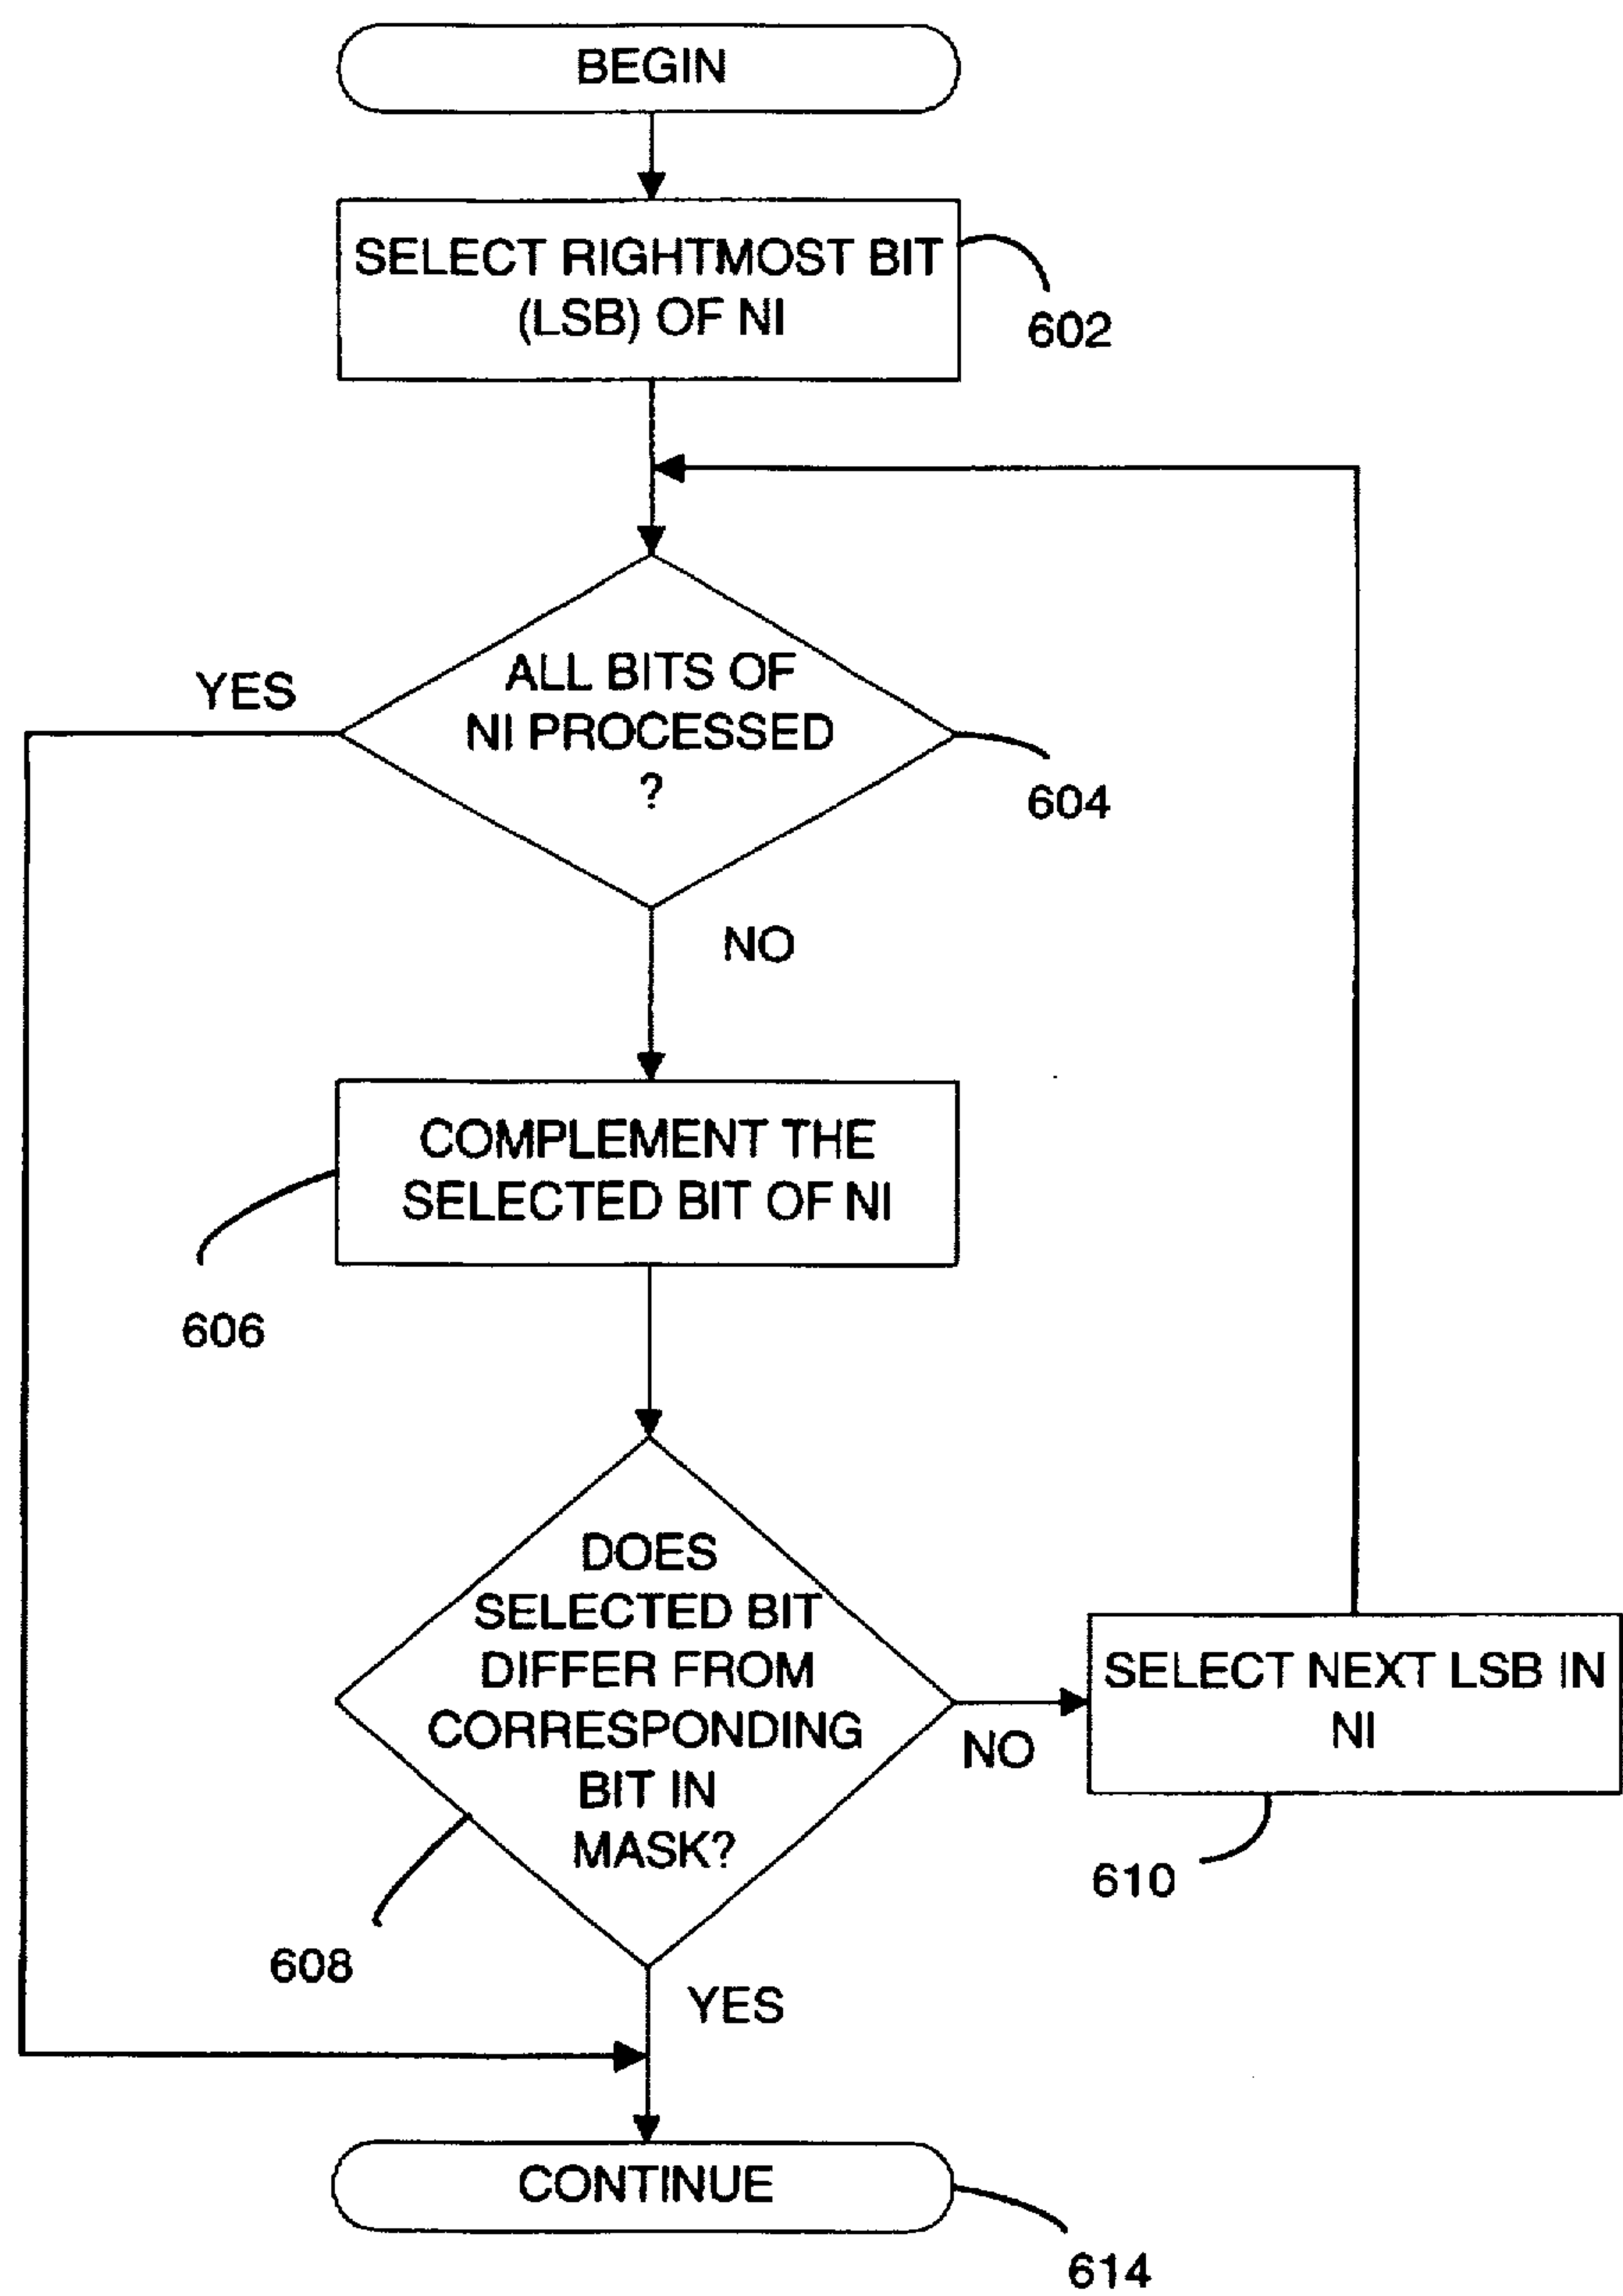 BEGIN
SELECT RIGHTMOST BIT
(LSB) OF NI
602
ALL BITS OF
NI PROCESSED
?
YES
604
NO
COMPLEMENT THE
SELECTED BIT OF NI
606
DOES
SELECTED BIT
DIFFER FROM
CORRESPONDING
BIT IN
MASK?
NO
SELECT NEXT LSB IN
NI
610
608
YES
CONTINUE
614